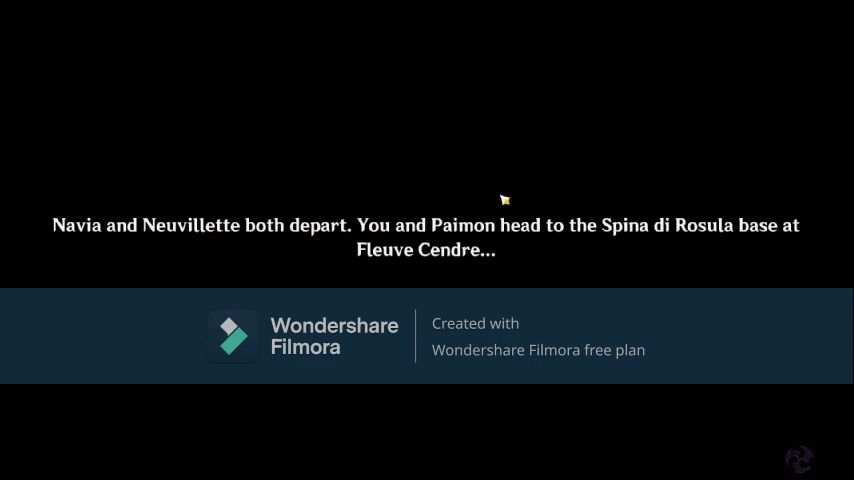 Navia and Neuvillette both depart. You and Paimon head to the Spina di Rosula base at
Fleuve Cendre...
Wondershare
Filmora
Created with
Wondershare Filmora free plan